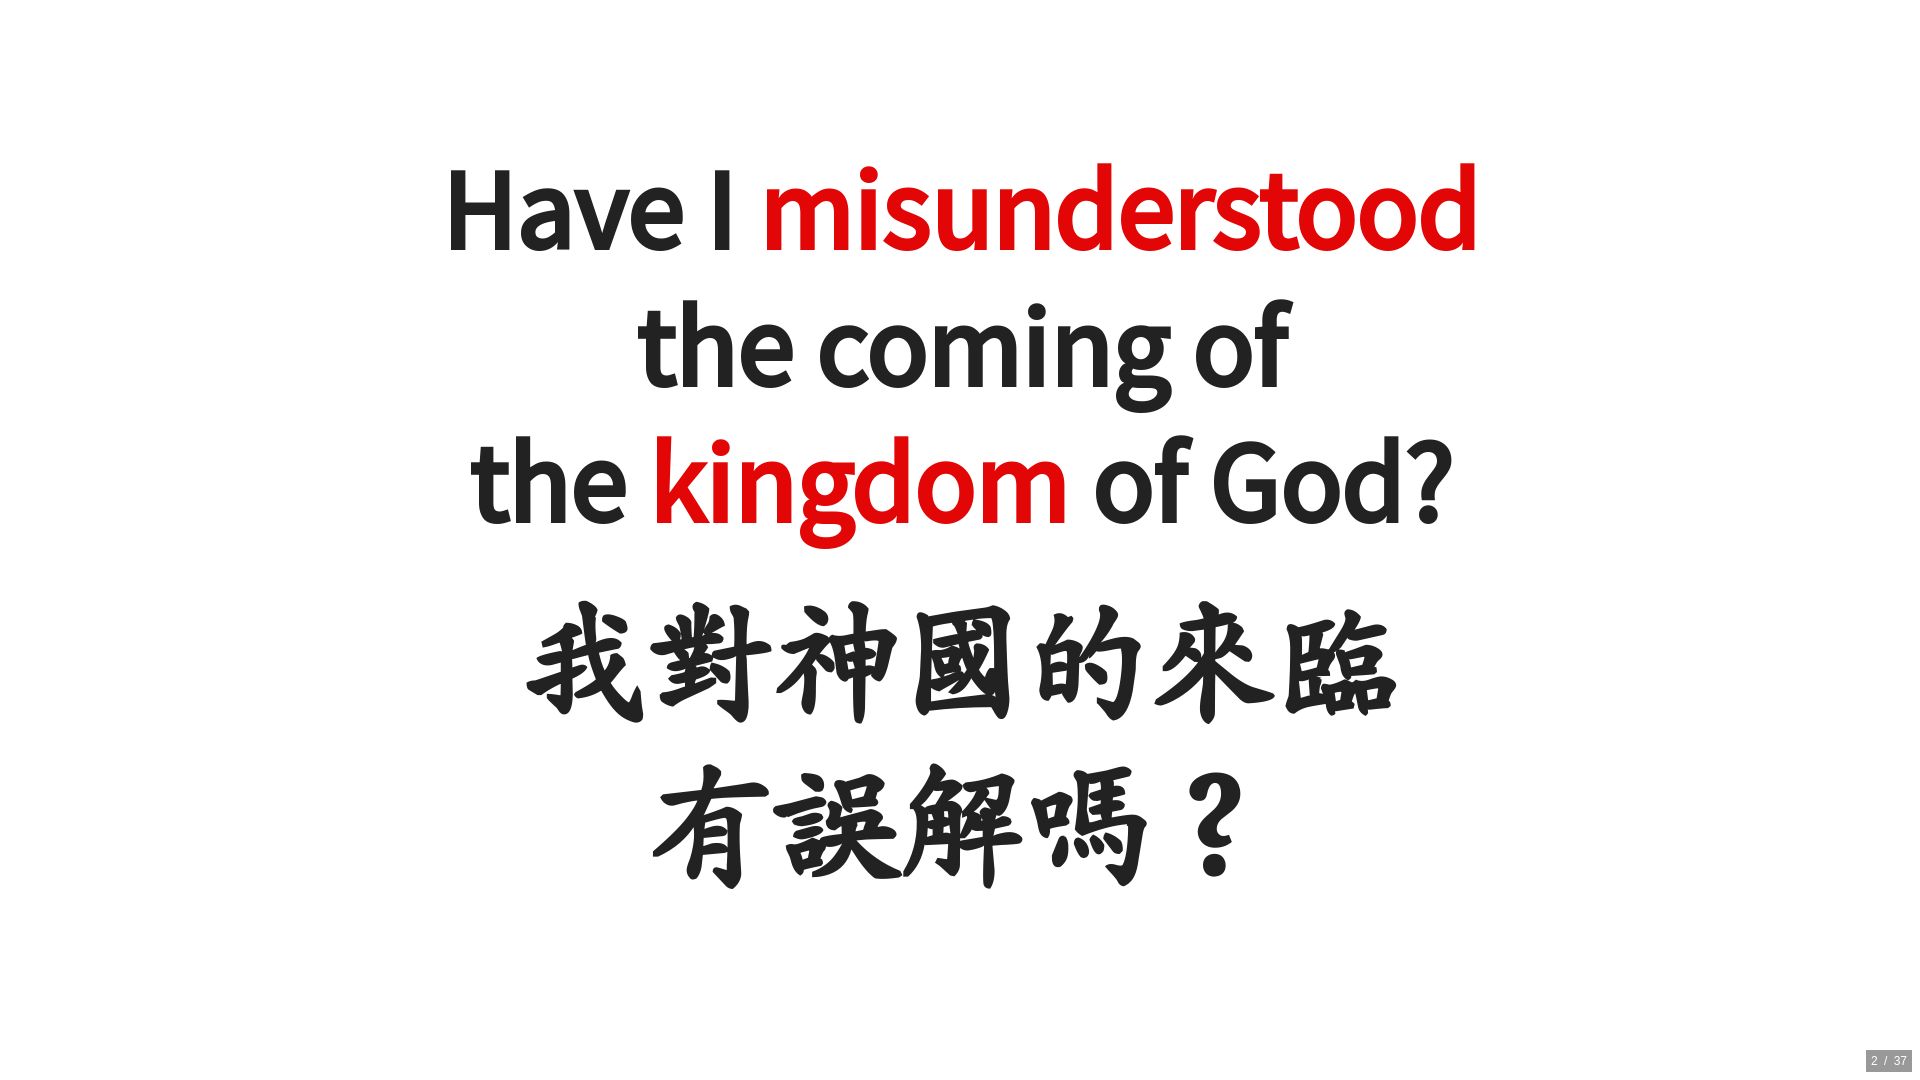 Have I misunderstood
the coming of
the kingdom of God?
我對神國的來臨
有誤解嗎？
2 / 37